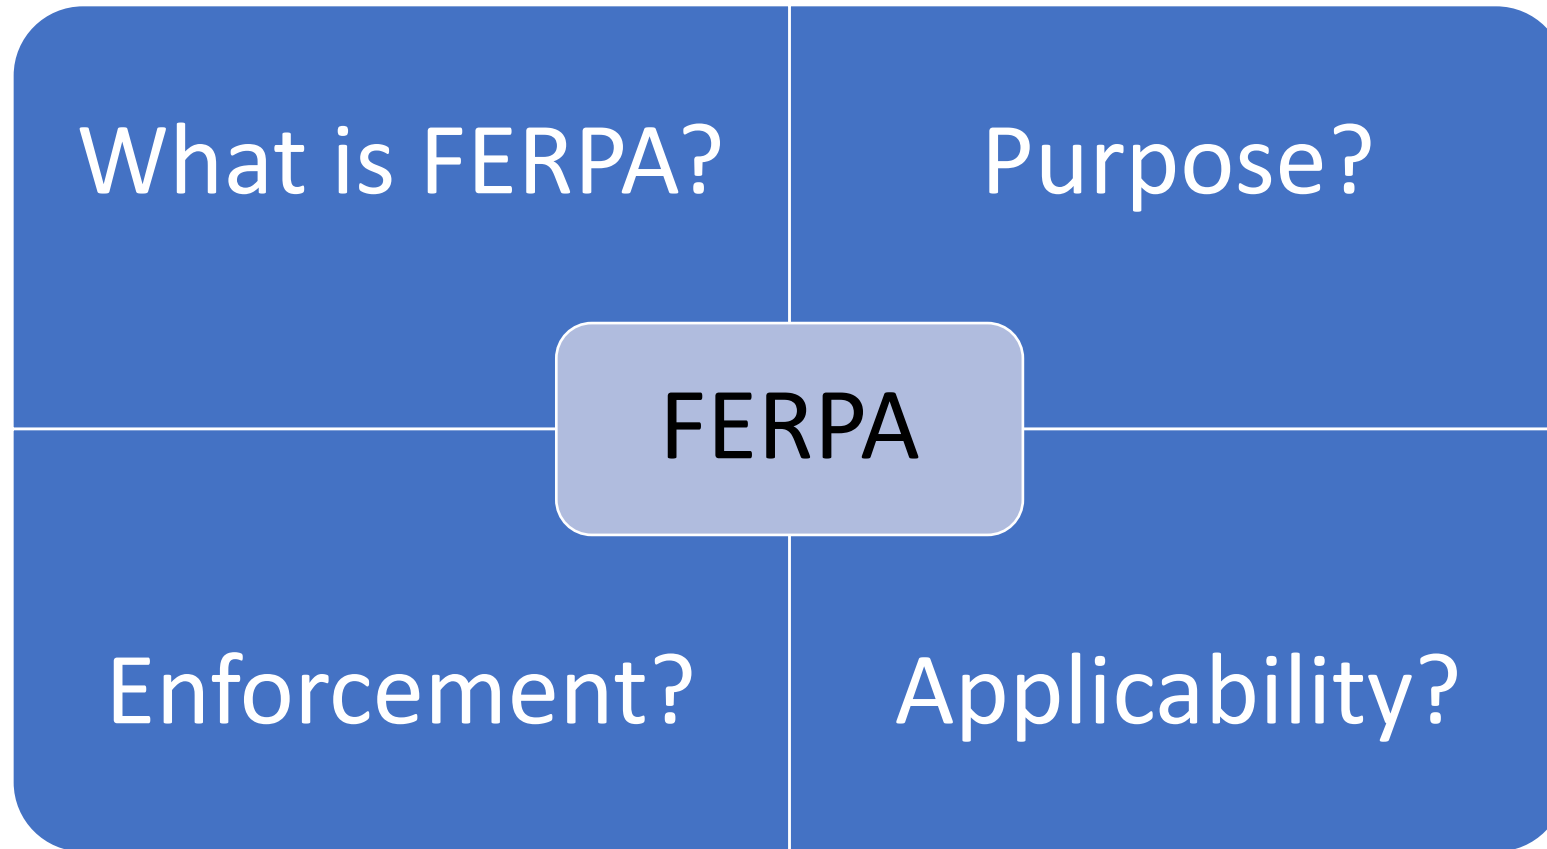 What is FERPA?
Purpose?
FERPA
Enforcement?
Applicability?